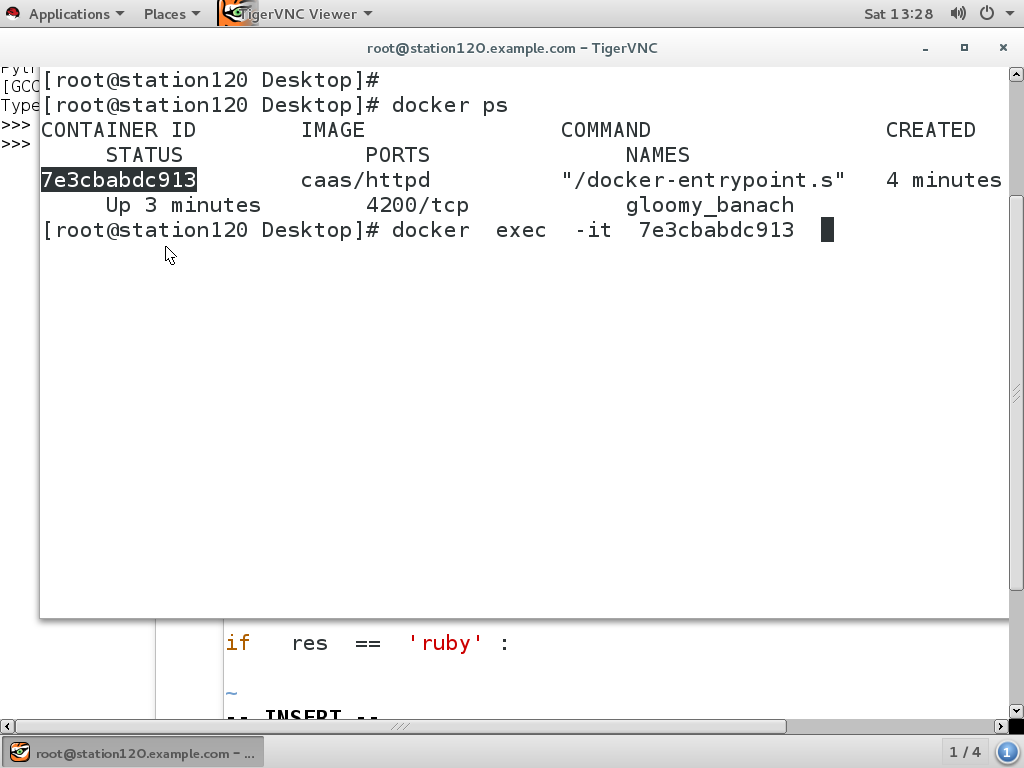 Applications Places TigerVNC Viewer Sat 13:28
root@station120.example.com − TigerVNC
[GCC
Type
>>>
>>>
[root@station120 Desktop]#
[root@station120 Desktop]# docker ps
CONTAINER ID IMAGE COMMAND CREATED
STATUS PORTS NAMES
7e3cbabdc913 caas/httpd "/docker-entrypoint.s" 4 minutes
Up 3 minutes 4200/tcp gloomy_banach
[root@station120 Desktop]# docker exec -it 7e3cbabdc913
if res == 'ruby' :
~
-- INSERT --
root@station120.example.com − ... 1 / 4 1